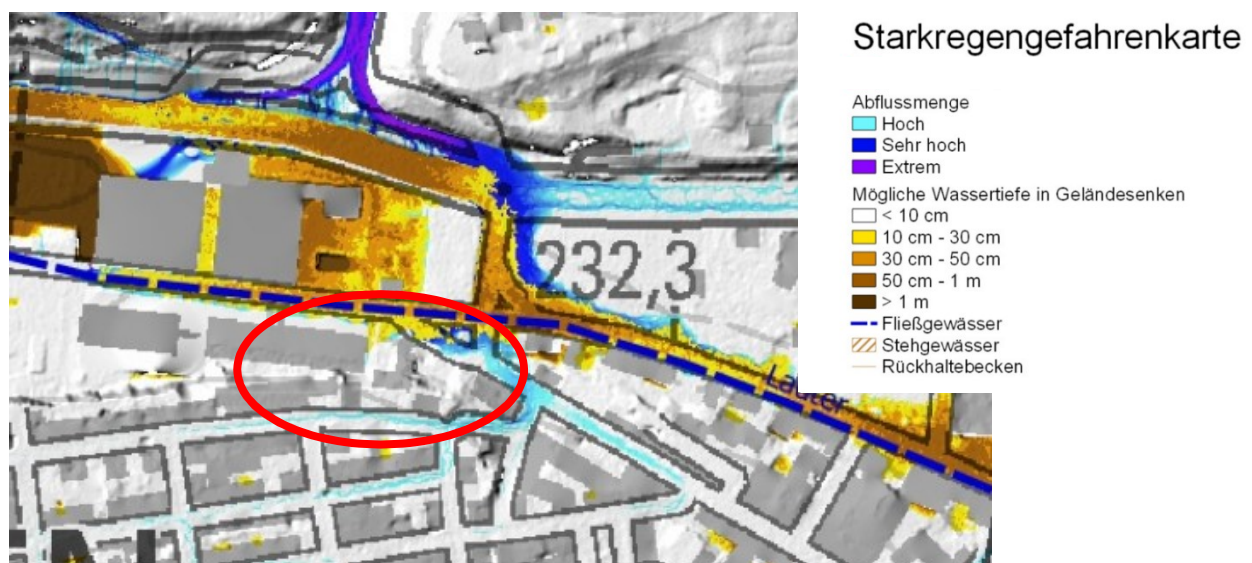 Starkregengefahrenkarte
Abflussmenge
Hoch
Sehr hoch
Extrem
Mögliche Wassertiefe in Geländesenken
< 10 cm
10 cm - 30 cm
30 cm - 50 cm
50 cm - 1 m
> 1 m
Fließgewässer
Stehgewässer
Rückhaltebecken
232,3
Lauter